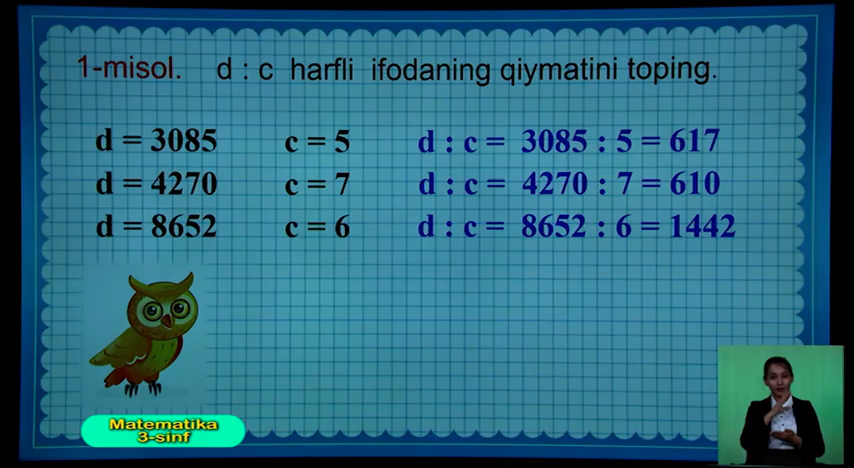 1-misol. d : c harfli ifodaning qiymatini toping.
d = 3085 c = 5 d : c = 3085 : 5 = 617
d = 4270 c = 7 d : c = 4270 : 7 = 610
d = 8652 c = 6 d : c = 8652 : 6 = 1442
Matematika
3-sinf